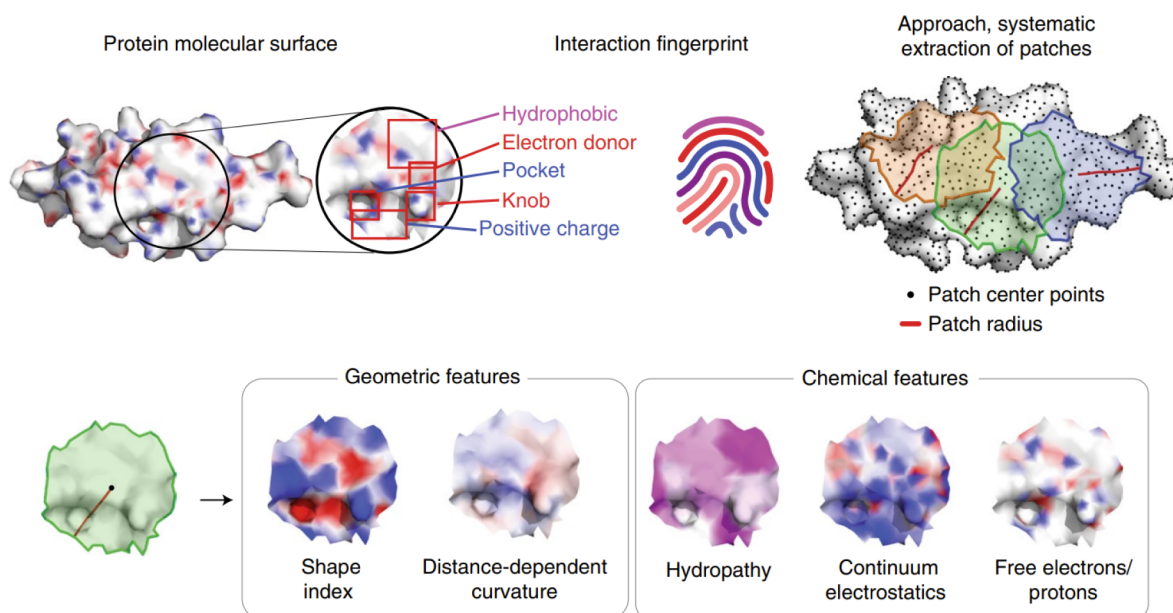 Protein molecular surface
Interaction fingerprint
Approach, systematic
extraction of patches
Hydrophobic
Electron donor
Pocket
Knob
Positive charge
Patch center points
Patch radius
Geometric features
Chemical features
Shape
index
Distance-dependent
curvature
Hydropathy
Continuum
electrostatics
Free electrons/
protons